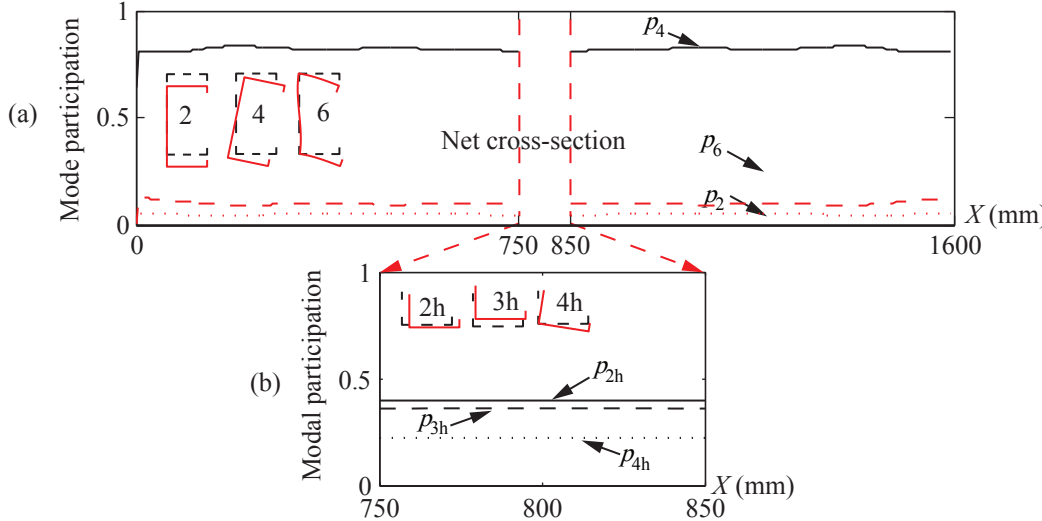 1
p4
(a)
Mode participation
2
4
6
0.5
Net cross-section
p6
p2
0
X (mm)
0
750
850
1600
1
2h
3h
4h
(b)
Modal participation
0.5
p2h
p3h
p4h
0
X (mm)
750
800
850